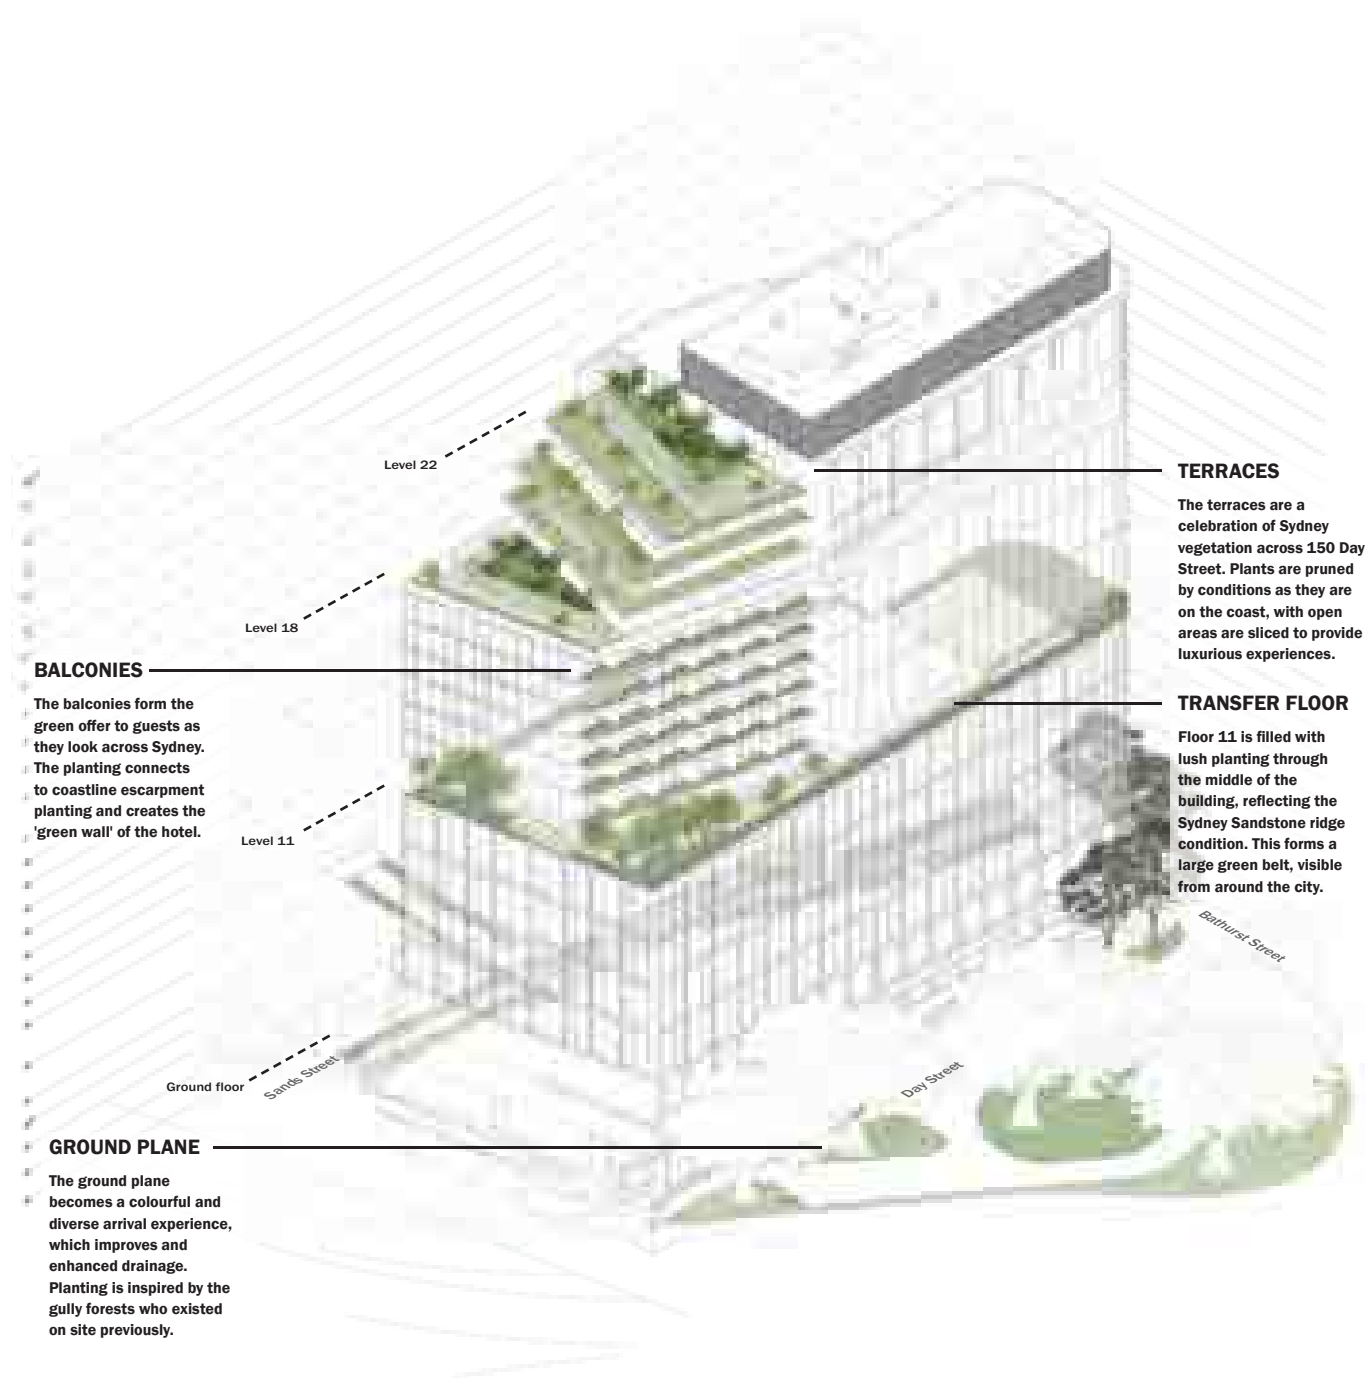 Level 22
TERRACES
The terraces are a
celebration of Sydney
vegetation across 150 Day
Street. Plants are pruned
by conditions as they are
on the coast, with open
areas are sliced to provide
luxurious experiences.
Level 18
BALCONIES
The balconies form the
green offer to guests as
they look across Sydney.
The planting connects
to coastline escarpment
planting and creates the
'green wall' of the hotel.
TRANSFER FLOOR
Floor 11 is filled with
lush planting through
the middle of the
building, reflecting the
Sydney Sandstone ridge
condition. This forms a
large green belt, visible
from around the city.
Level 11
Bathurst Street
Ground floor
Sands Street
Day Street
GROUND PLANE
The ground plane
becomes a colourful and
diverse arrival experience,
which improves and
enhanced drainage.
Planting is inspired by the
gully forests who existed
on site previously.